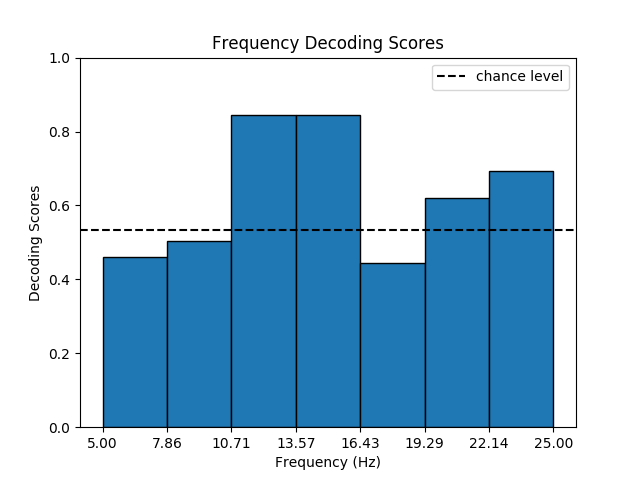 Frequency Decoding Scores
chance level
Decoding Scores
1.0
0.8
0.6
0.4
0.2
0.0
5.00 7.86 10.71 13.57 16.43 19.29 22.14 25.00
Frequency (Hz)